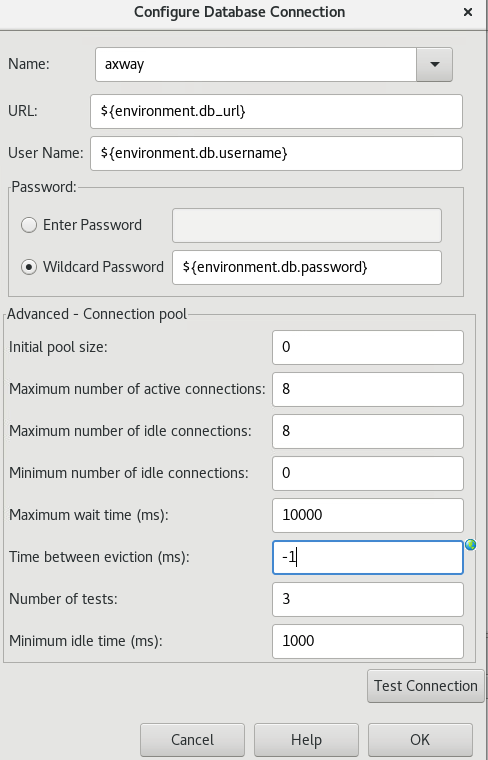 Configure Database Connection ×
Name: axway
URL: ${environment.db_url}
User Name: ${environment.db.username}
Password:
Enter Password
Wildcard Password ${environment.db.password}
Advanced - Connection pool
Initial pool size: 0
Maximum number of active connections: 8
Maximum number of idle connections: 8
Minimum number of idle connections: 0
Maximum wait time (ms): 10000
Time between eviction (ms): -1
Number of tests: 3
Minimum idle time (ms): 1000
Test Connection
Cancel Help OK